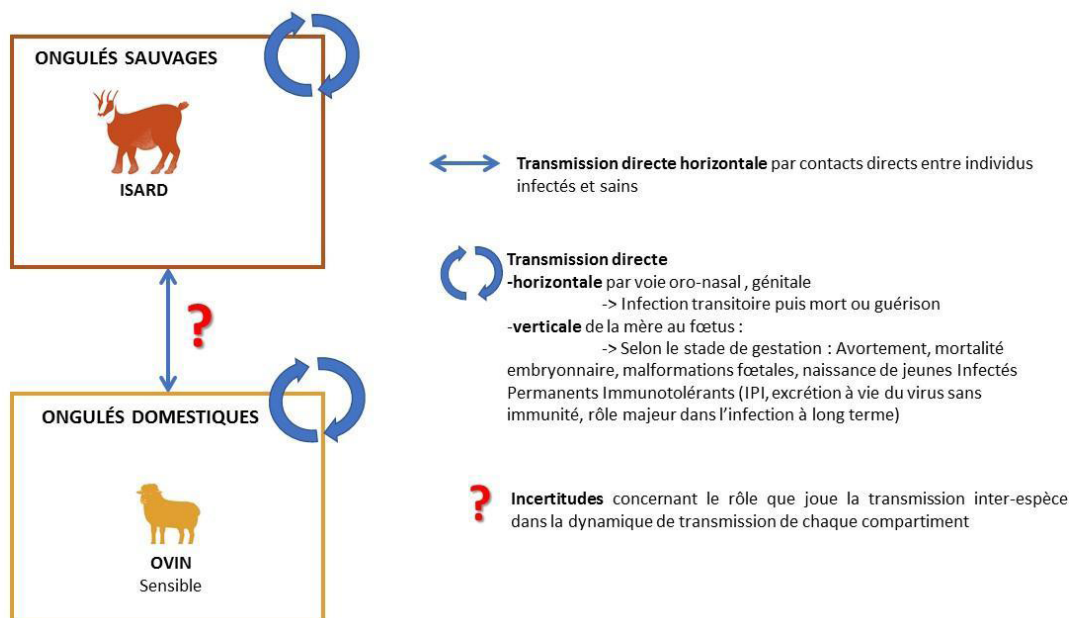 ONGULÉS SAUVAGES
ISARD
?
ONGULÉS DOMESTIQUES
OVIN
Sensible
Transmission directe horizontale par contacts directs entre individus
infectés et sains
Transmission directe
-horizontale par voie oro-nasal , génitale
-> Infection transitoire puis mort ou guérison
-verticale de la mère au fœtus :
-> Selon le stade de gestation : Avortement, mortalité
embryonnaire, malformations fœtales, naissance de jeunes Infectés
Permanents Immunotolérants (IPI, excrétion à vie du virus sans
immunité, rôle majeur dans l’infection à long terme)
?
Incertitudes concernant le rôle que joue la transmission inter-espèce
dans la dynamique de transmission de chaque compartiment